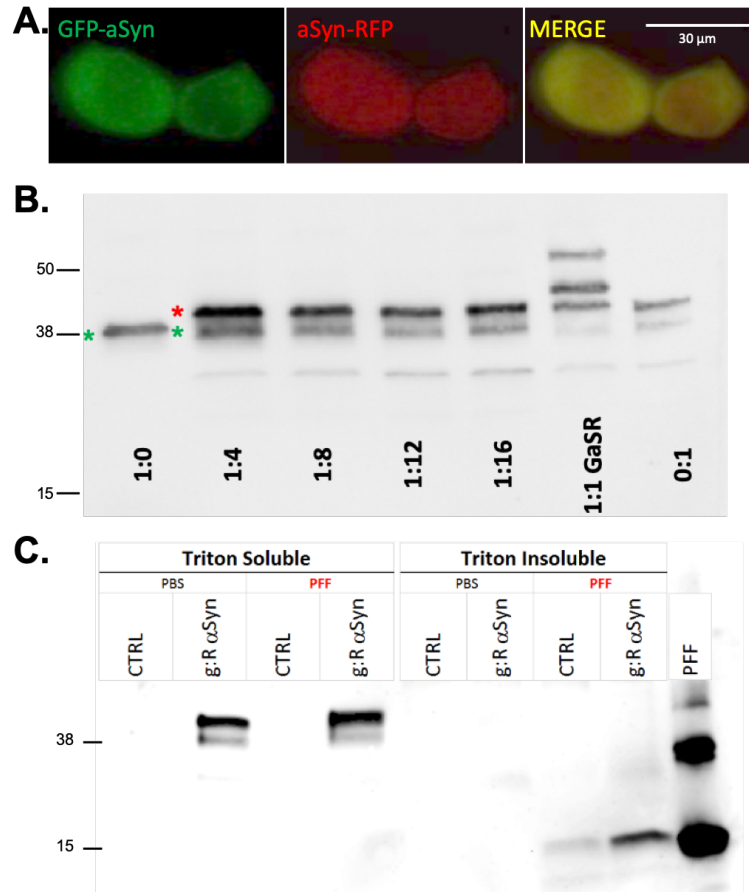 A.
GFP-aSyn
aSyn-RFP
MERGE
30 µm
B.
50
*
38
* *
15
1:0
1:4
1:8
1:12
1:16
1:1 GaSR
0:1
C.
Triton Soluble
Triton Insoluble
PBS
PFF
PBS
PFF
CTRL
g:R αSyn
CTRL
g:R αSyn
CTRL
g:R αSyn
CTRL
g:R αSyn
PFF
38
15